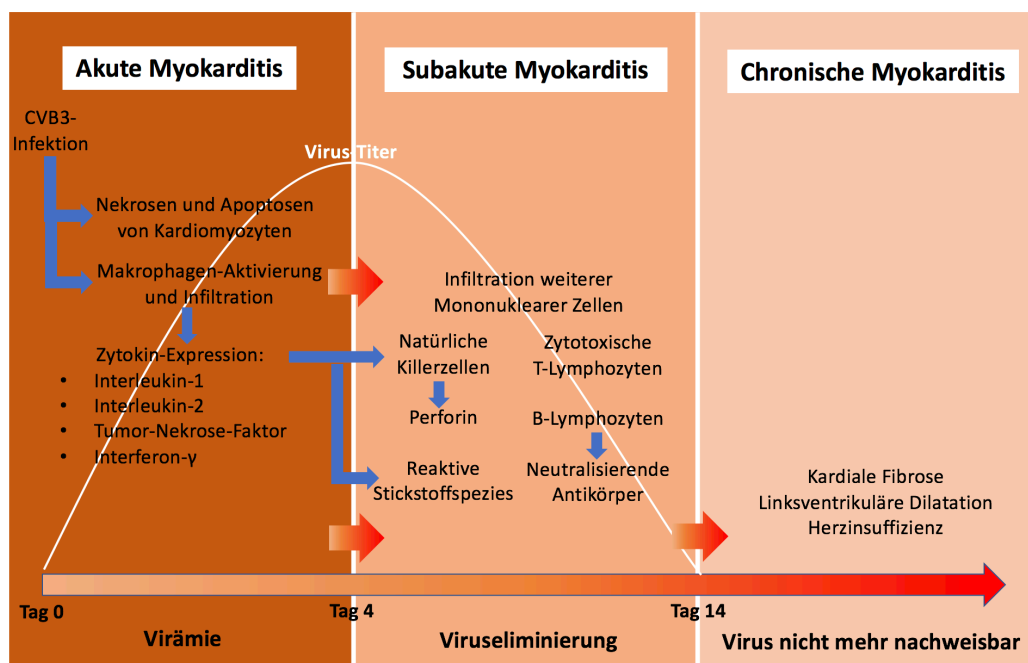 Akute Myokarditis
CVB3-
Infektion
Virus-Titer
Nekrosen und Apoptosen
von Kardiomyozyten
Makrophagen-Aktivierung
und Infiltration
Zytokin-Expression:
• Interleukin-1
• Interleukin-2
• Tumor-Nekrose-Faktor
• Interferon-γ
Subakute Myokarditis
Infiltration weiterer
Mononuklearer Zellen
Natürliche
Killerzellen
Perforin
Reaktive
Stickstoffspezies
Zytotoxische
T-Lymphozyten
B-Lymphozyten
Neutralisierende
Antikörper
Chronische Myokarditis
Kardiale Fibrose
Linksventrikuläre Dilatation
Herzinsuffizienz
Tag 0
Tag 4
Tag 14
Virämie
Viruseliminierung
Virus nicht mehr nachweisbar